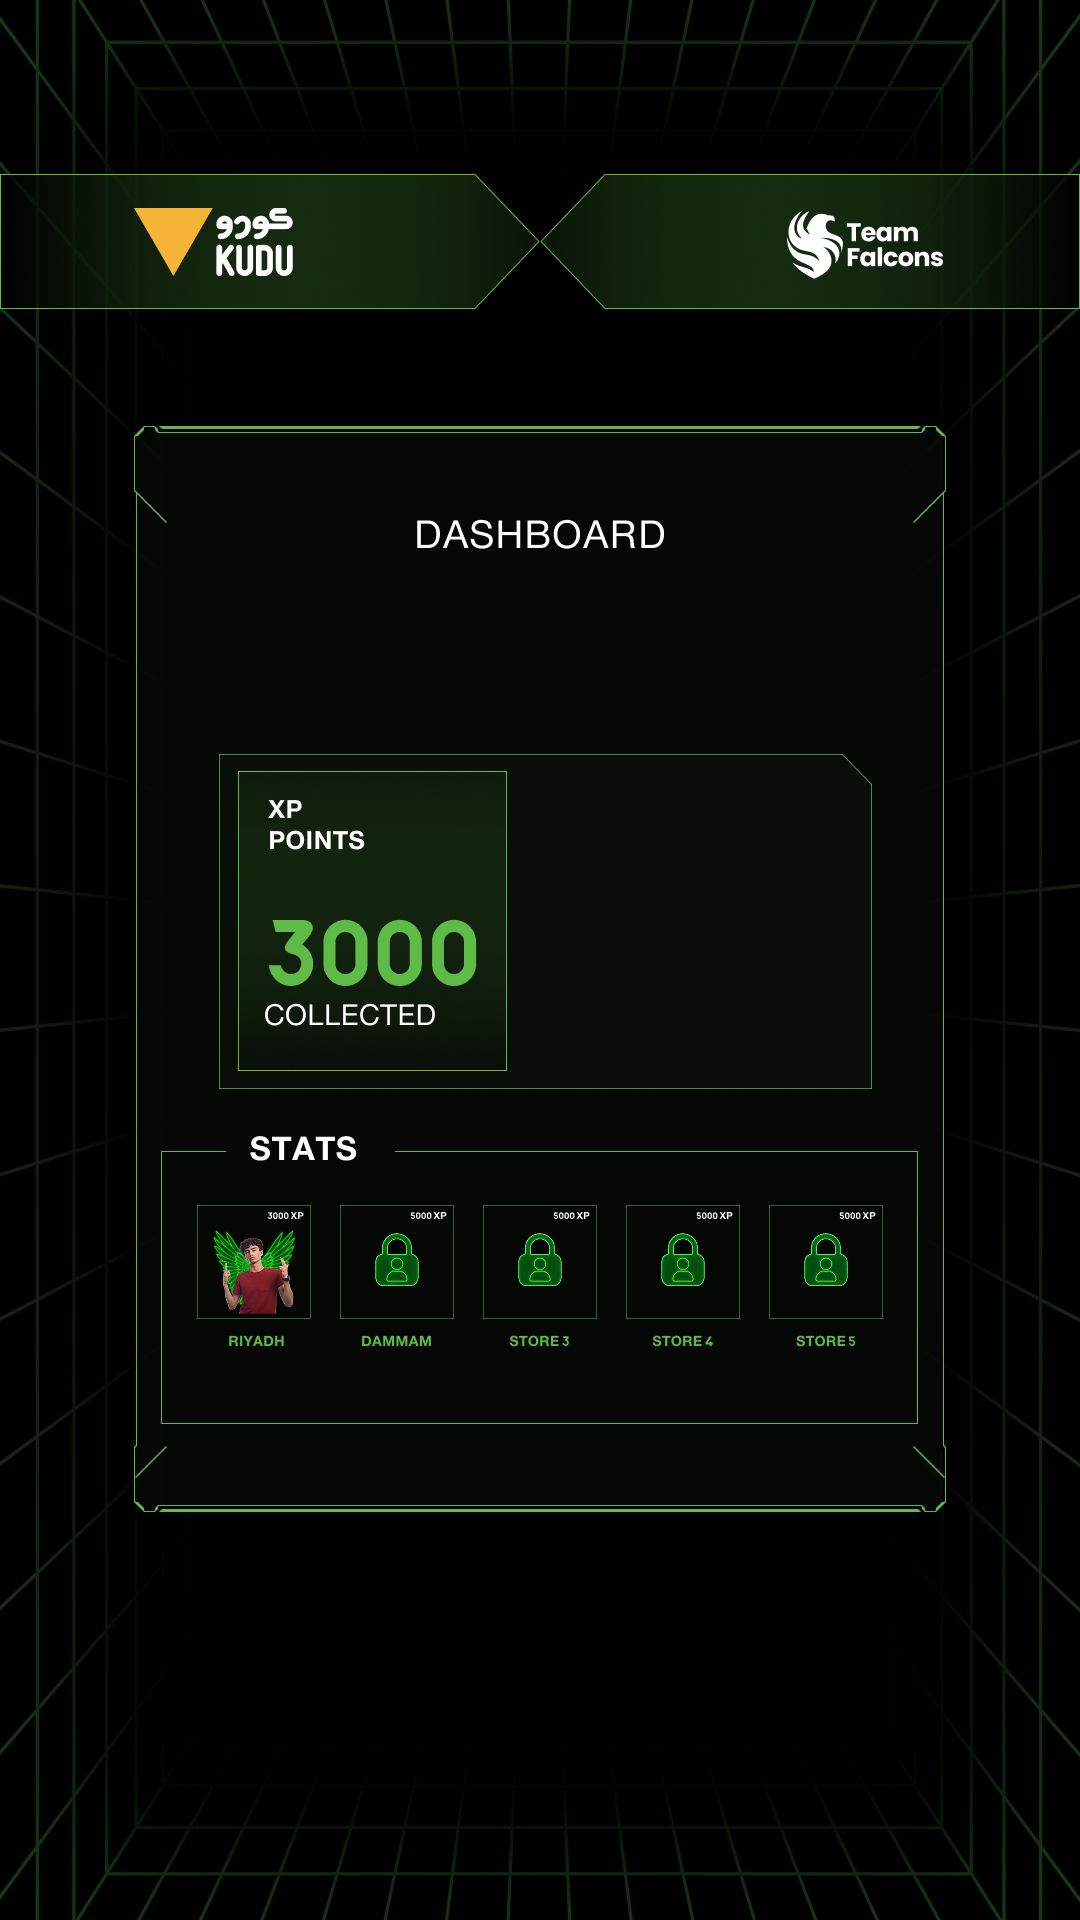 كودو
KUDU
Team
Falcons
DASHBOARD
XP
POINTS
3000
COLLECTED
STATS
3000 XP
5000 XP
5000 XP
5000 XP
5000 XP
RIYADH
DAMMAM
STORE 3
STORE 4
STORE 5